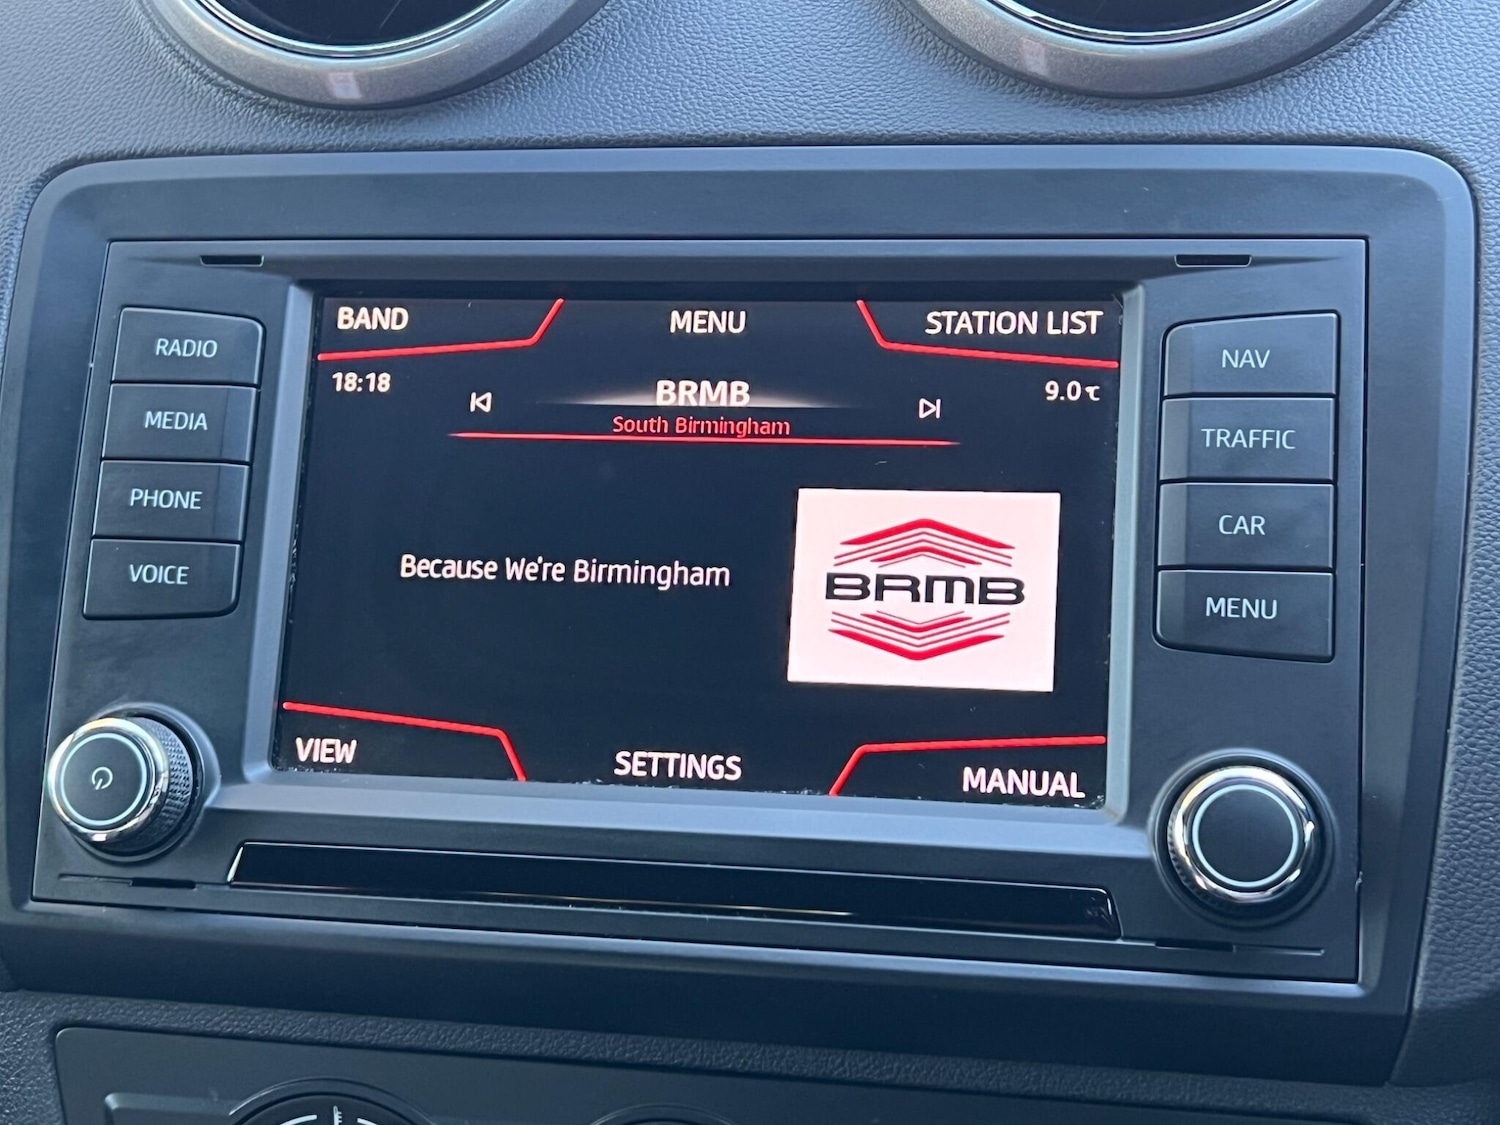 BAND MENU STATION LIST
18:18 BRMB 9.0 °C
South Birmingham
RADIO
MEDIA
PHONE
VOICE
Because We're Birmingham
BRMB
NAV
TRAFFIC
CAR
MENU
VIEW SETTINGS MANUAL